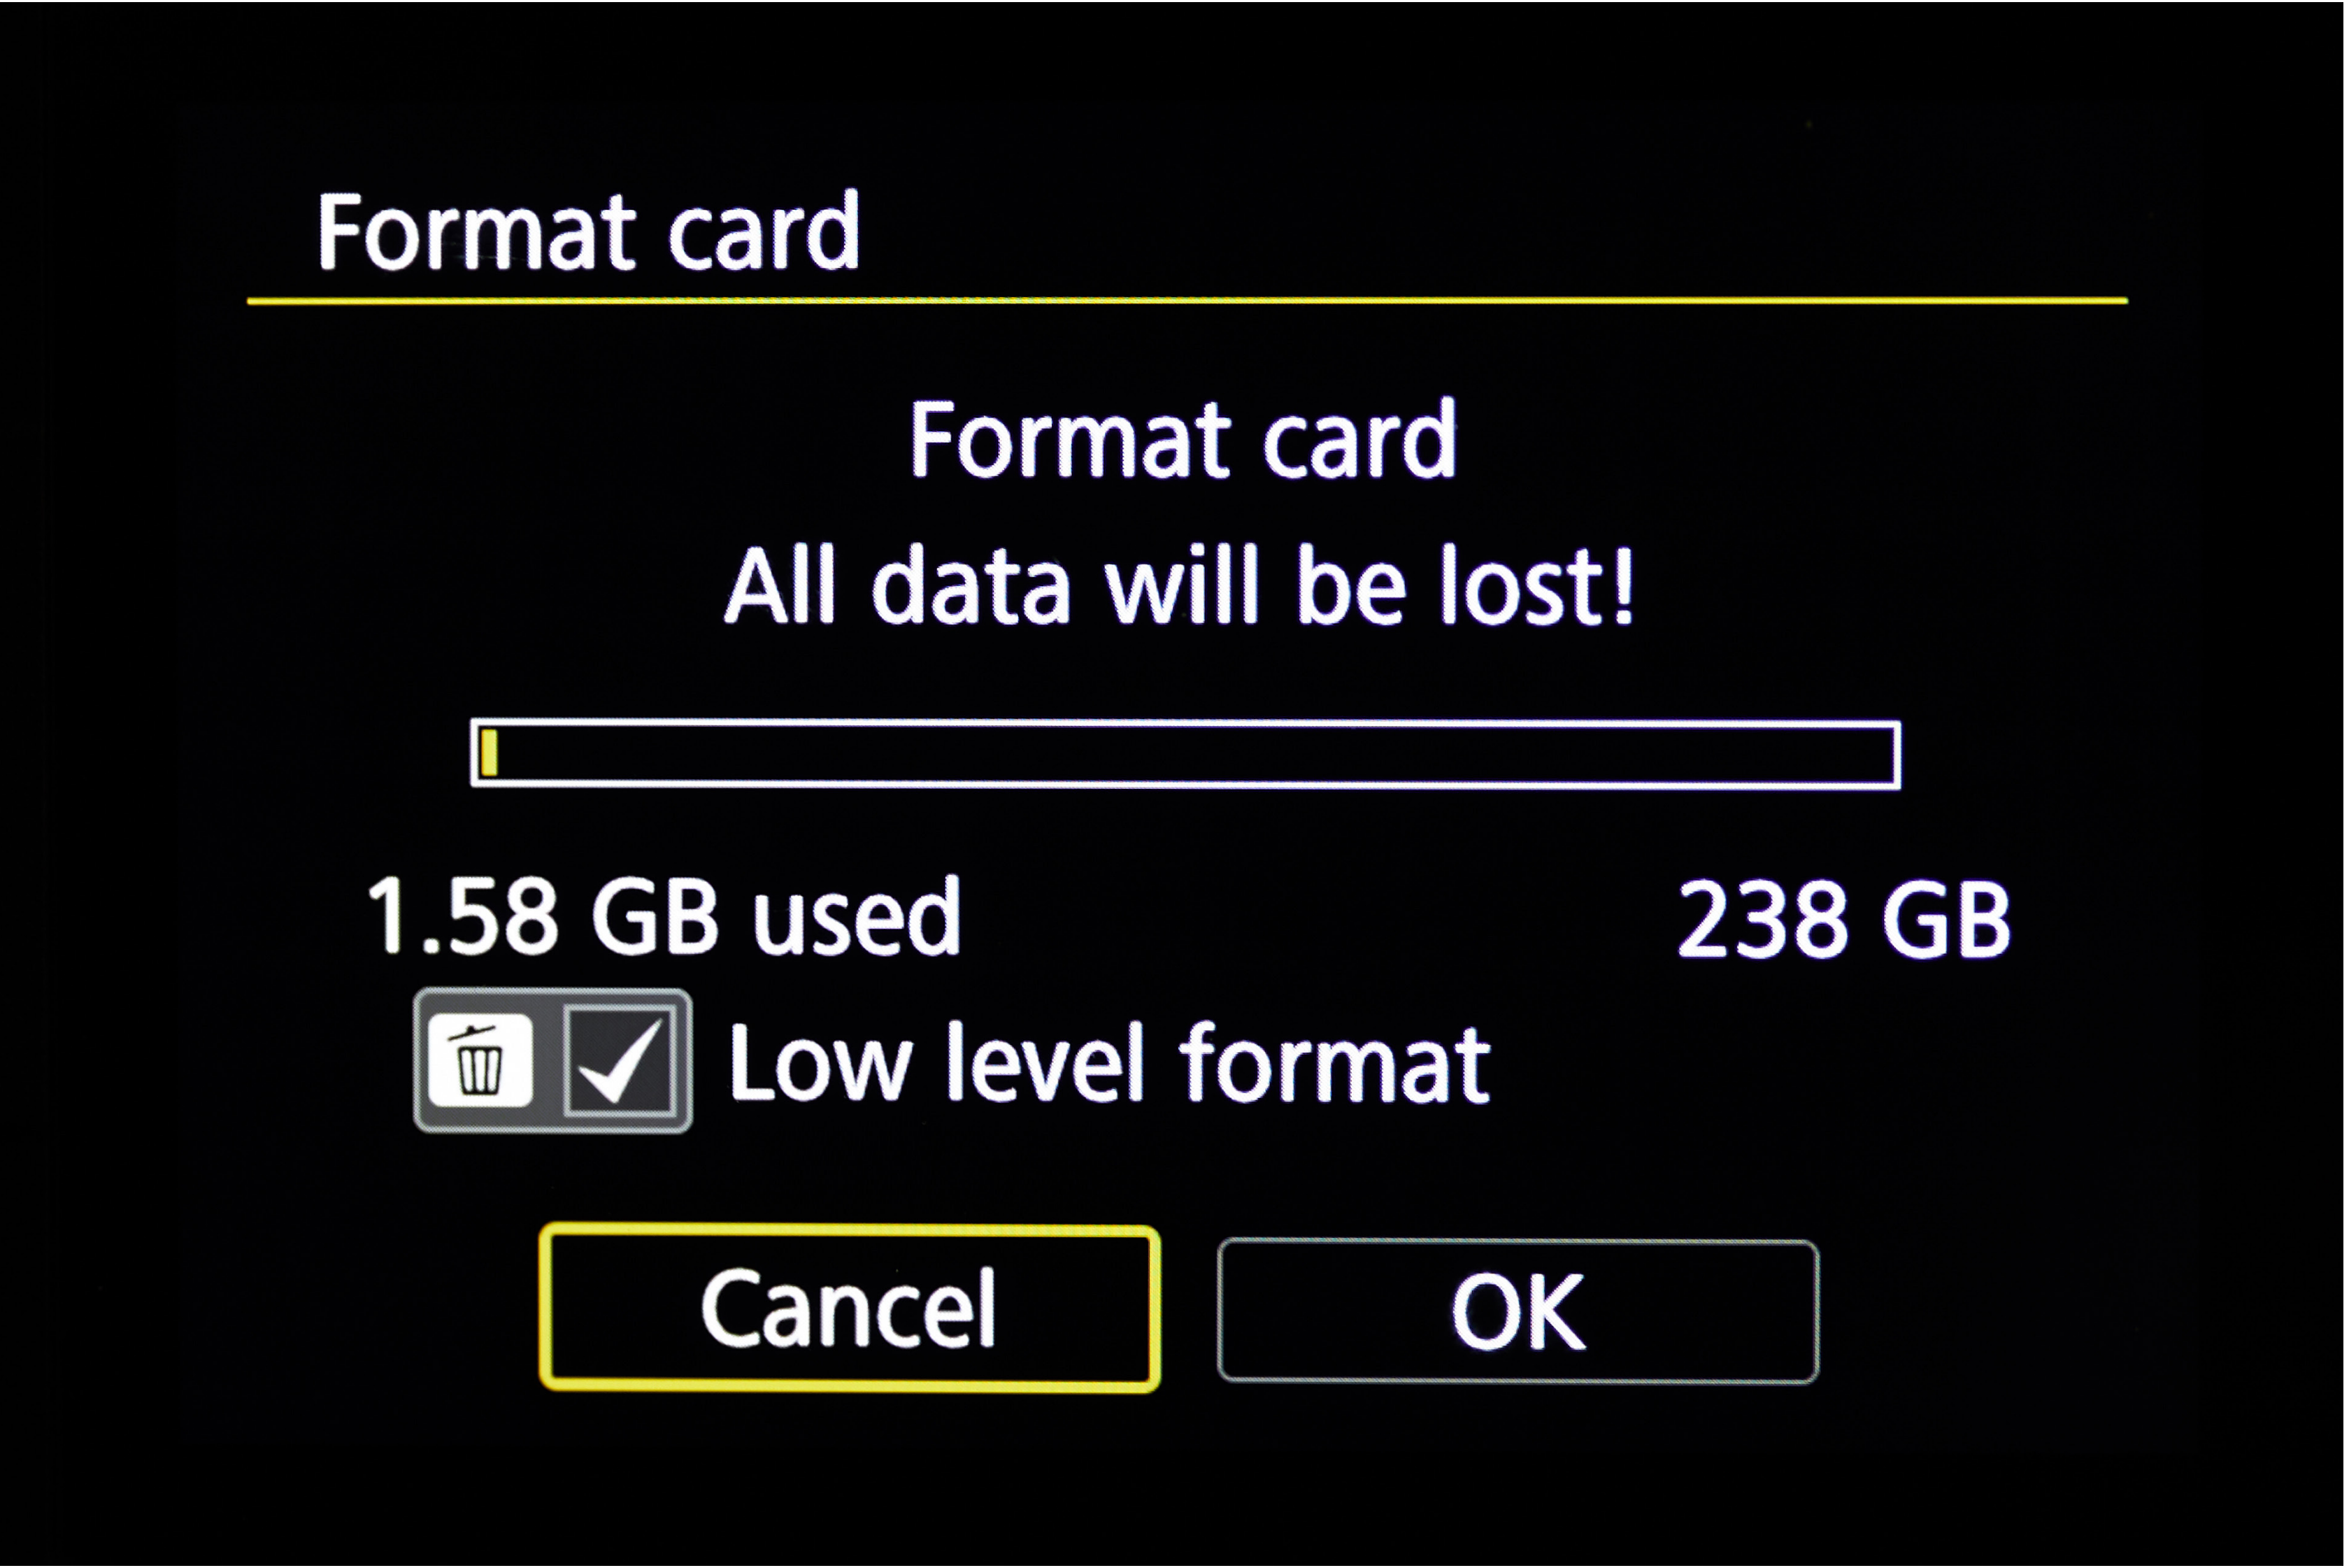 Format card
Format card
All data will be lost!
1.58 GB used
238 GB
Low level format
Cancel
OK